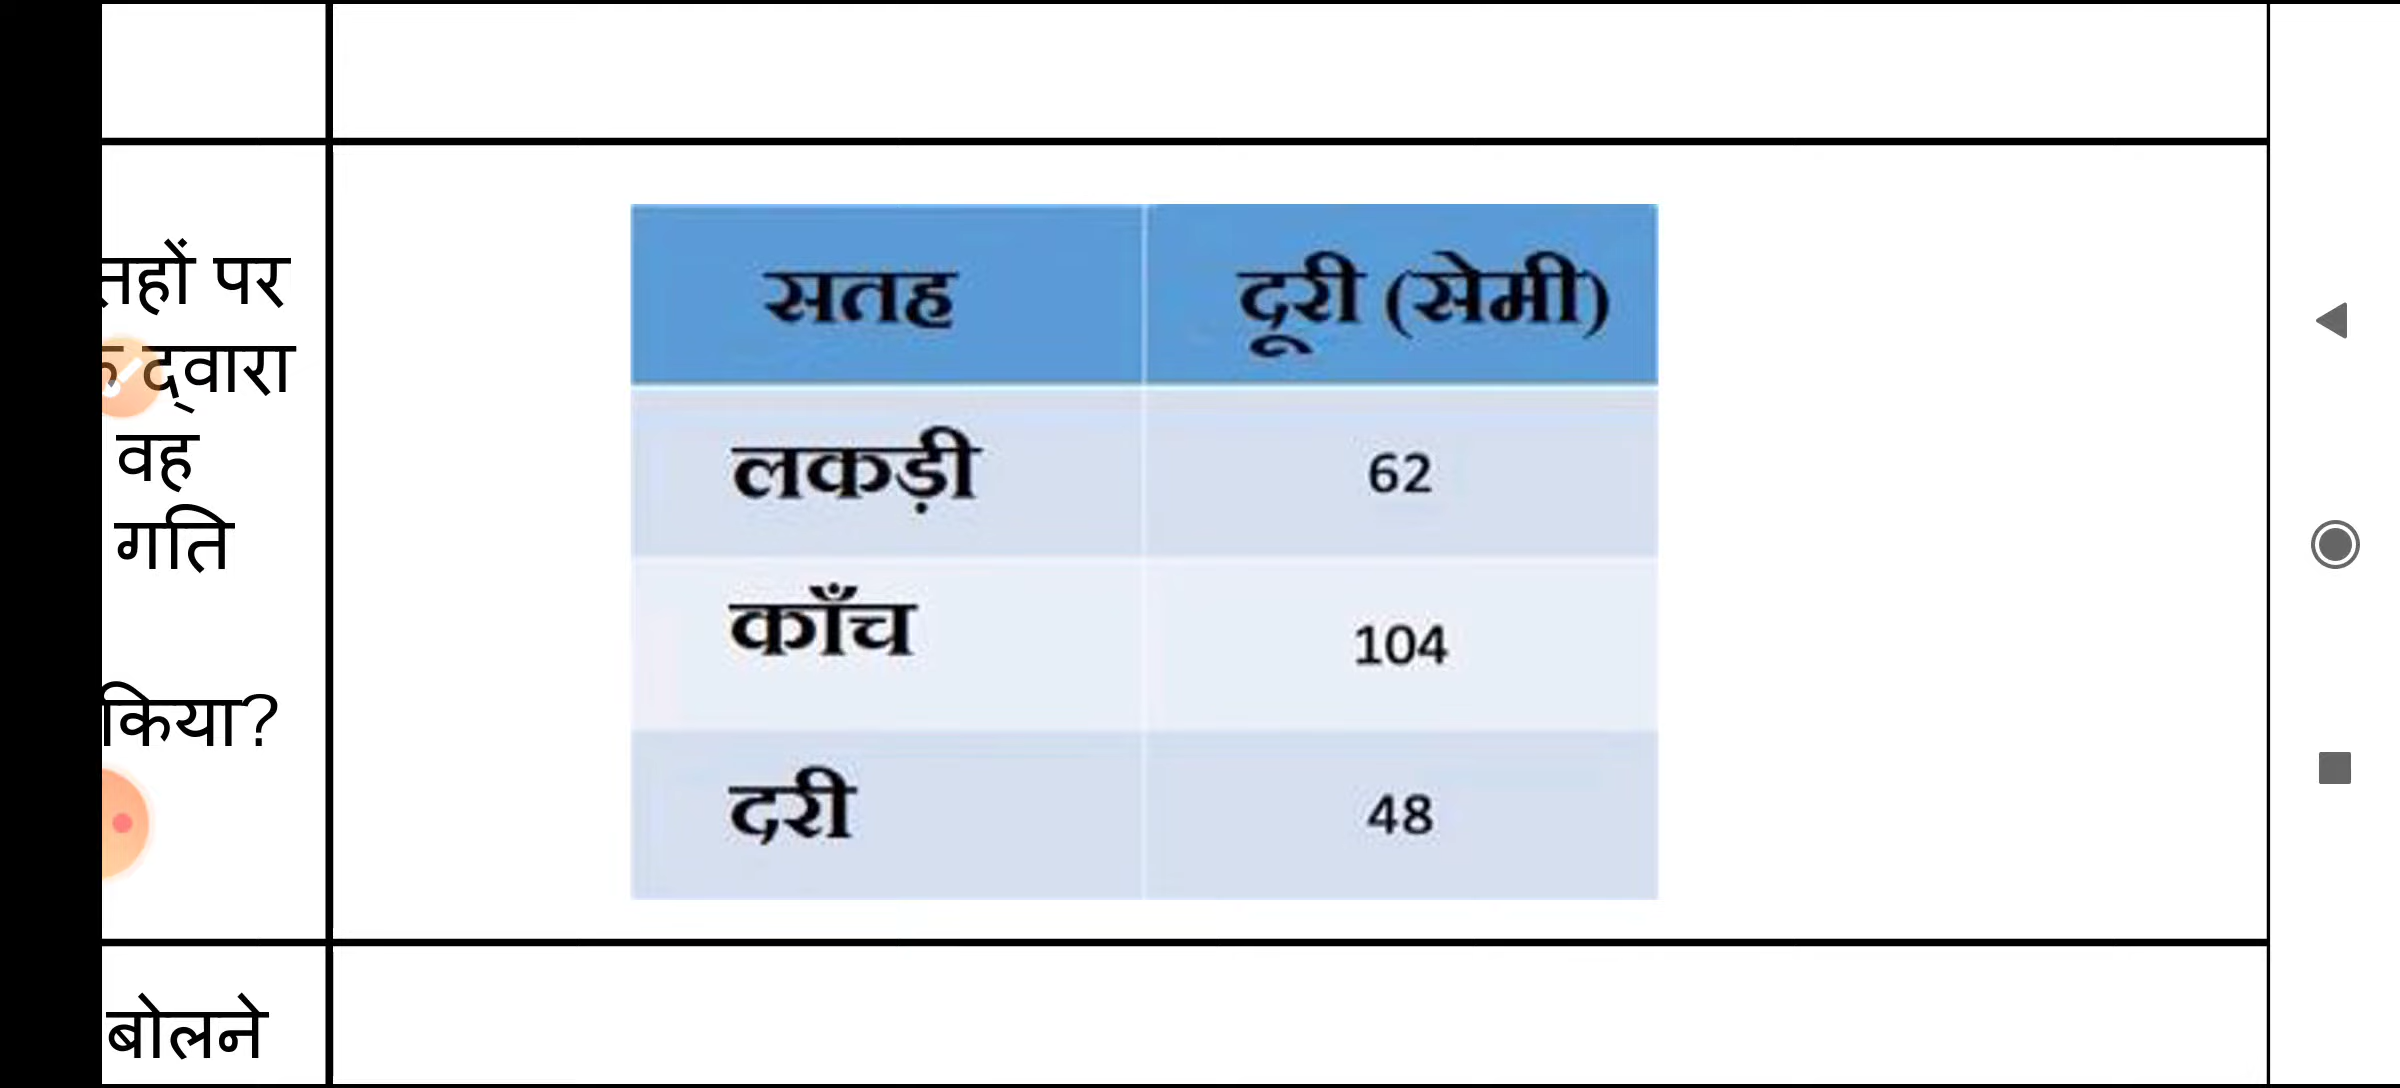 पर
द्वारा
वह
गति
किया?
सतह दूरी (सेमी)
लकड़ी 62
काँच 104
दरी 48
बोलने